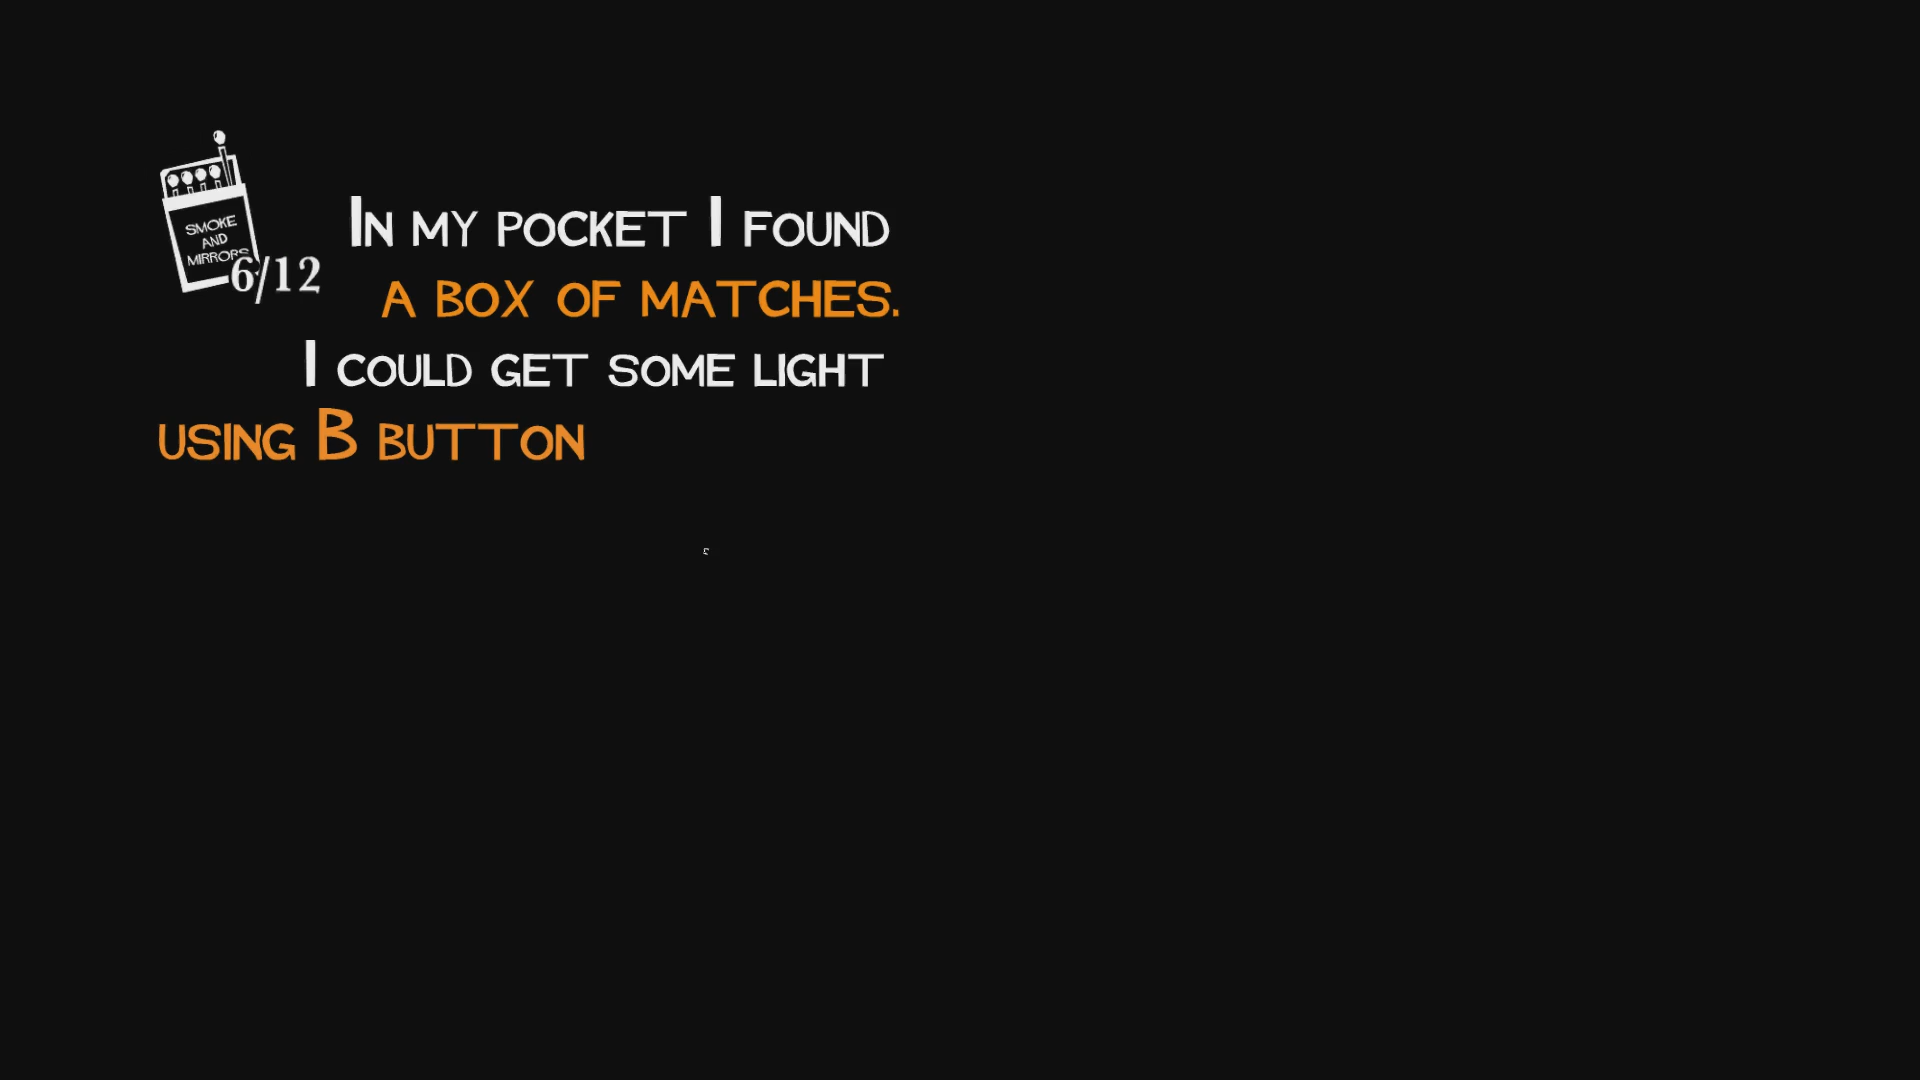 SMOKE
AND
MIRRORS
6/12
In my pocket I found
a box of matches.
I could get some light
using B button